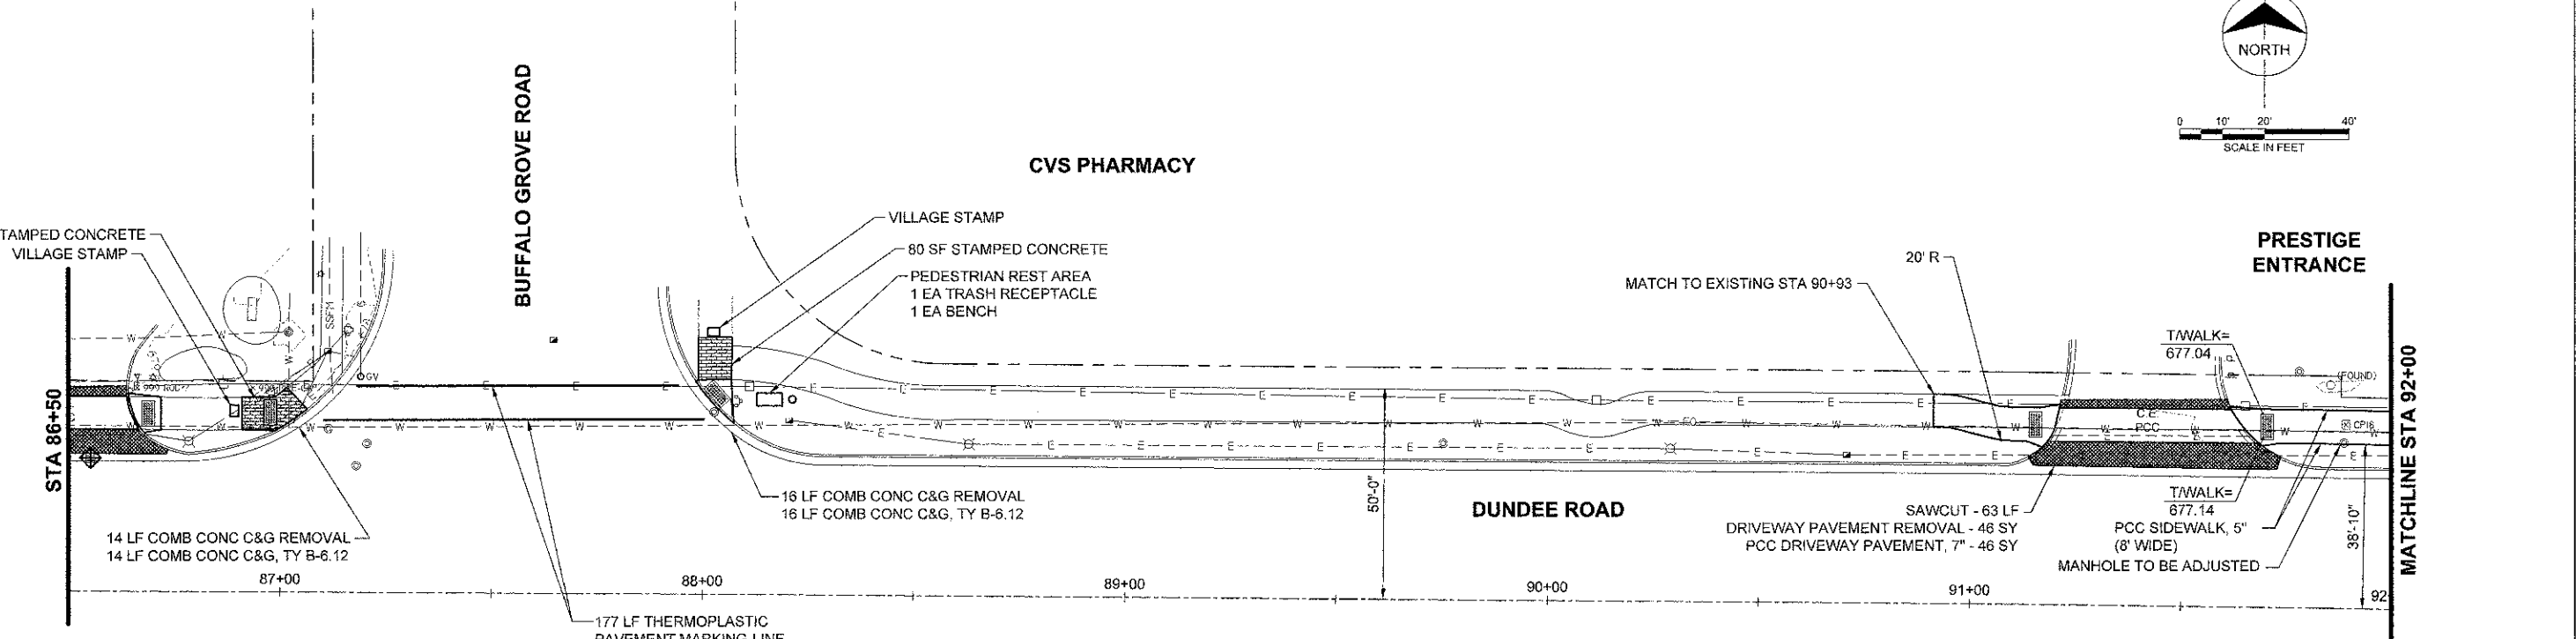 NORTH
0 10' 20' 40'
SCALE IN FEET
BUFFALO GROVE ROAD
CVS PHARMACY
PRESTIGE
ENTRANCE
TAMPED CONCRETE
VILLAGE STAMP
VILLAGE STAMP
80 SF STAMPED CONCRETE
PEDESTRIAN REST AREA
1 EA TRASH RECEPTACLE
1 EA BENCH
MATCH TO EXISTING STA 90+93
20' R
T/WALK=
677.04
(FOUND)
SSFM
GV
STA 86+50
MATCHLINE STA 92+00
C.E.
PCC
CP16
14 LF COMB CONC C&G REMOVAL
14 LF COMB CONC C&G, TY B-6.12
16 LF COMB CONC C&G REMOVAL
16 LF COMB CONC C&G, TY B-6.12
50'-0"
DUNDEE ROAD
SAWCUT - 63 LF
DRIVEWAY PAVEMENT REMOVAL - 46 SY
PCC DRIVEWAY PAVEMENT, 7" - 46 SY
T/WALK=
677.14
PCC SIDEWALK, 5"
(8' WIDE)
MANHOLE TO BE ADJUSTED
38'-10"
87+00
88+00
89+00
90+00
91+00
92
177 LF THERMOPLASTIC
PAVEMENT MARKING LINE